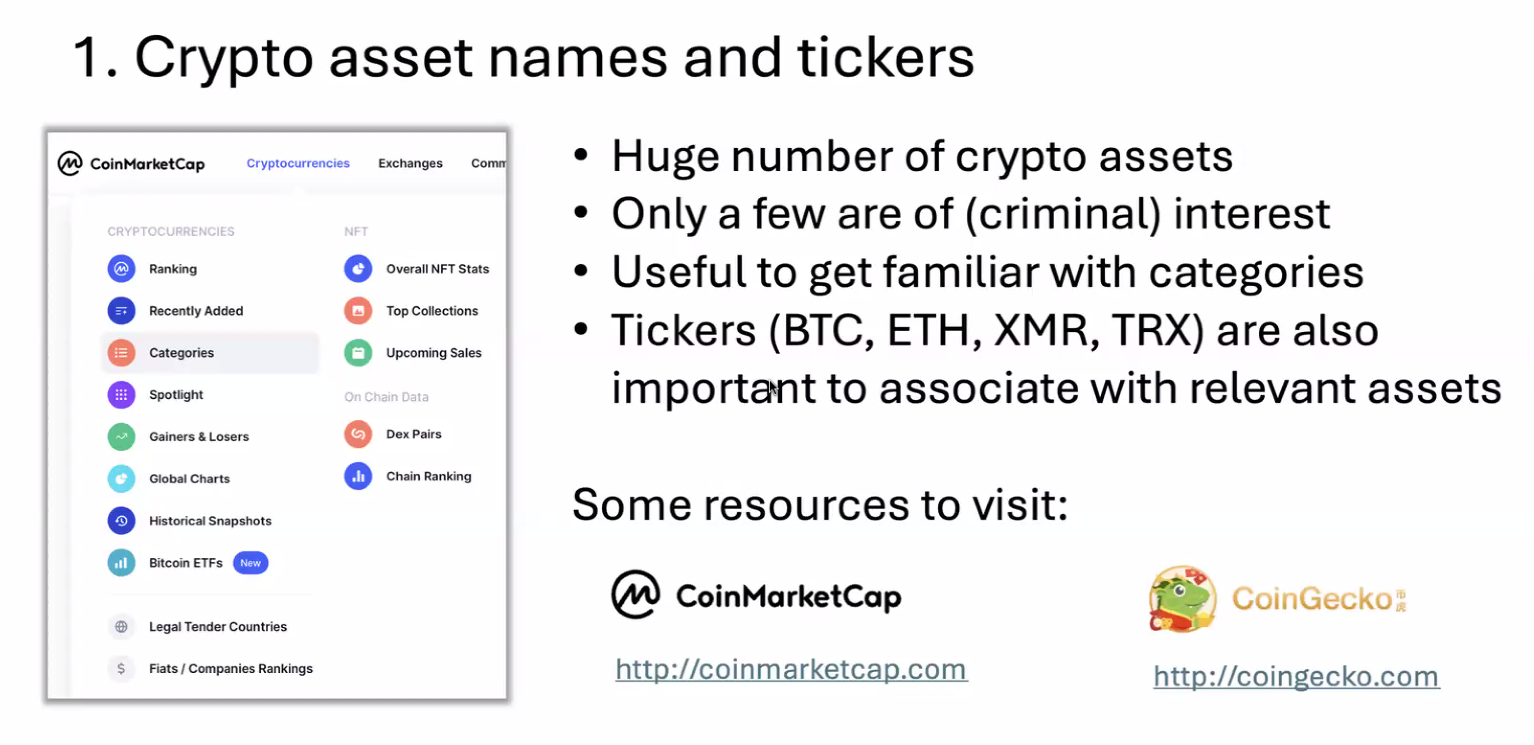 1. Crypto asset names and tickers
CoinMarketCap
Cryptocurrencies
Exchanges
Comm
CRYPTOCURRENCIES
Ranking
Recently Added
Categories
Spotlight
Gainers & Losers
Global Charts
Historical Snapshots
Bitcoin ETFs New
Legal Tender Countries
$ Fiats / Companies Rankings
NFT
Overall NFT Stats
Top Collections
Upcoming Sales
On Chain Data
Dex Pairs
Chain Ranking
• Huge number of crypto assets
• Only a few are of (criminal) interest
• Useful to get familiar with categories
• Tickers (BTC, ETH, XMR, TRX) are also
important to associate with relevant assets
Some resources to visit:
CoinMarketCap
http://coinmarketcap.com
CoinGecko
币虎
http://coingecko.com